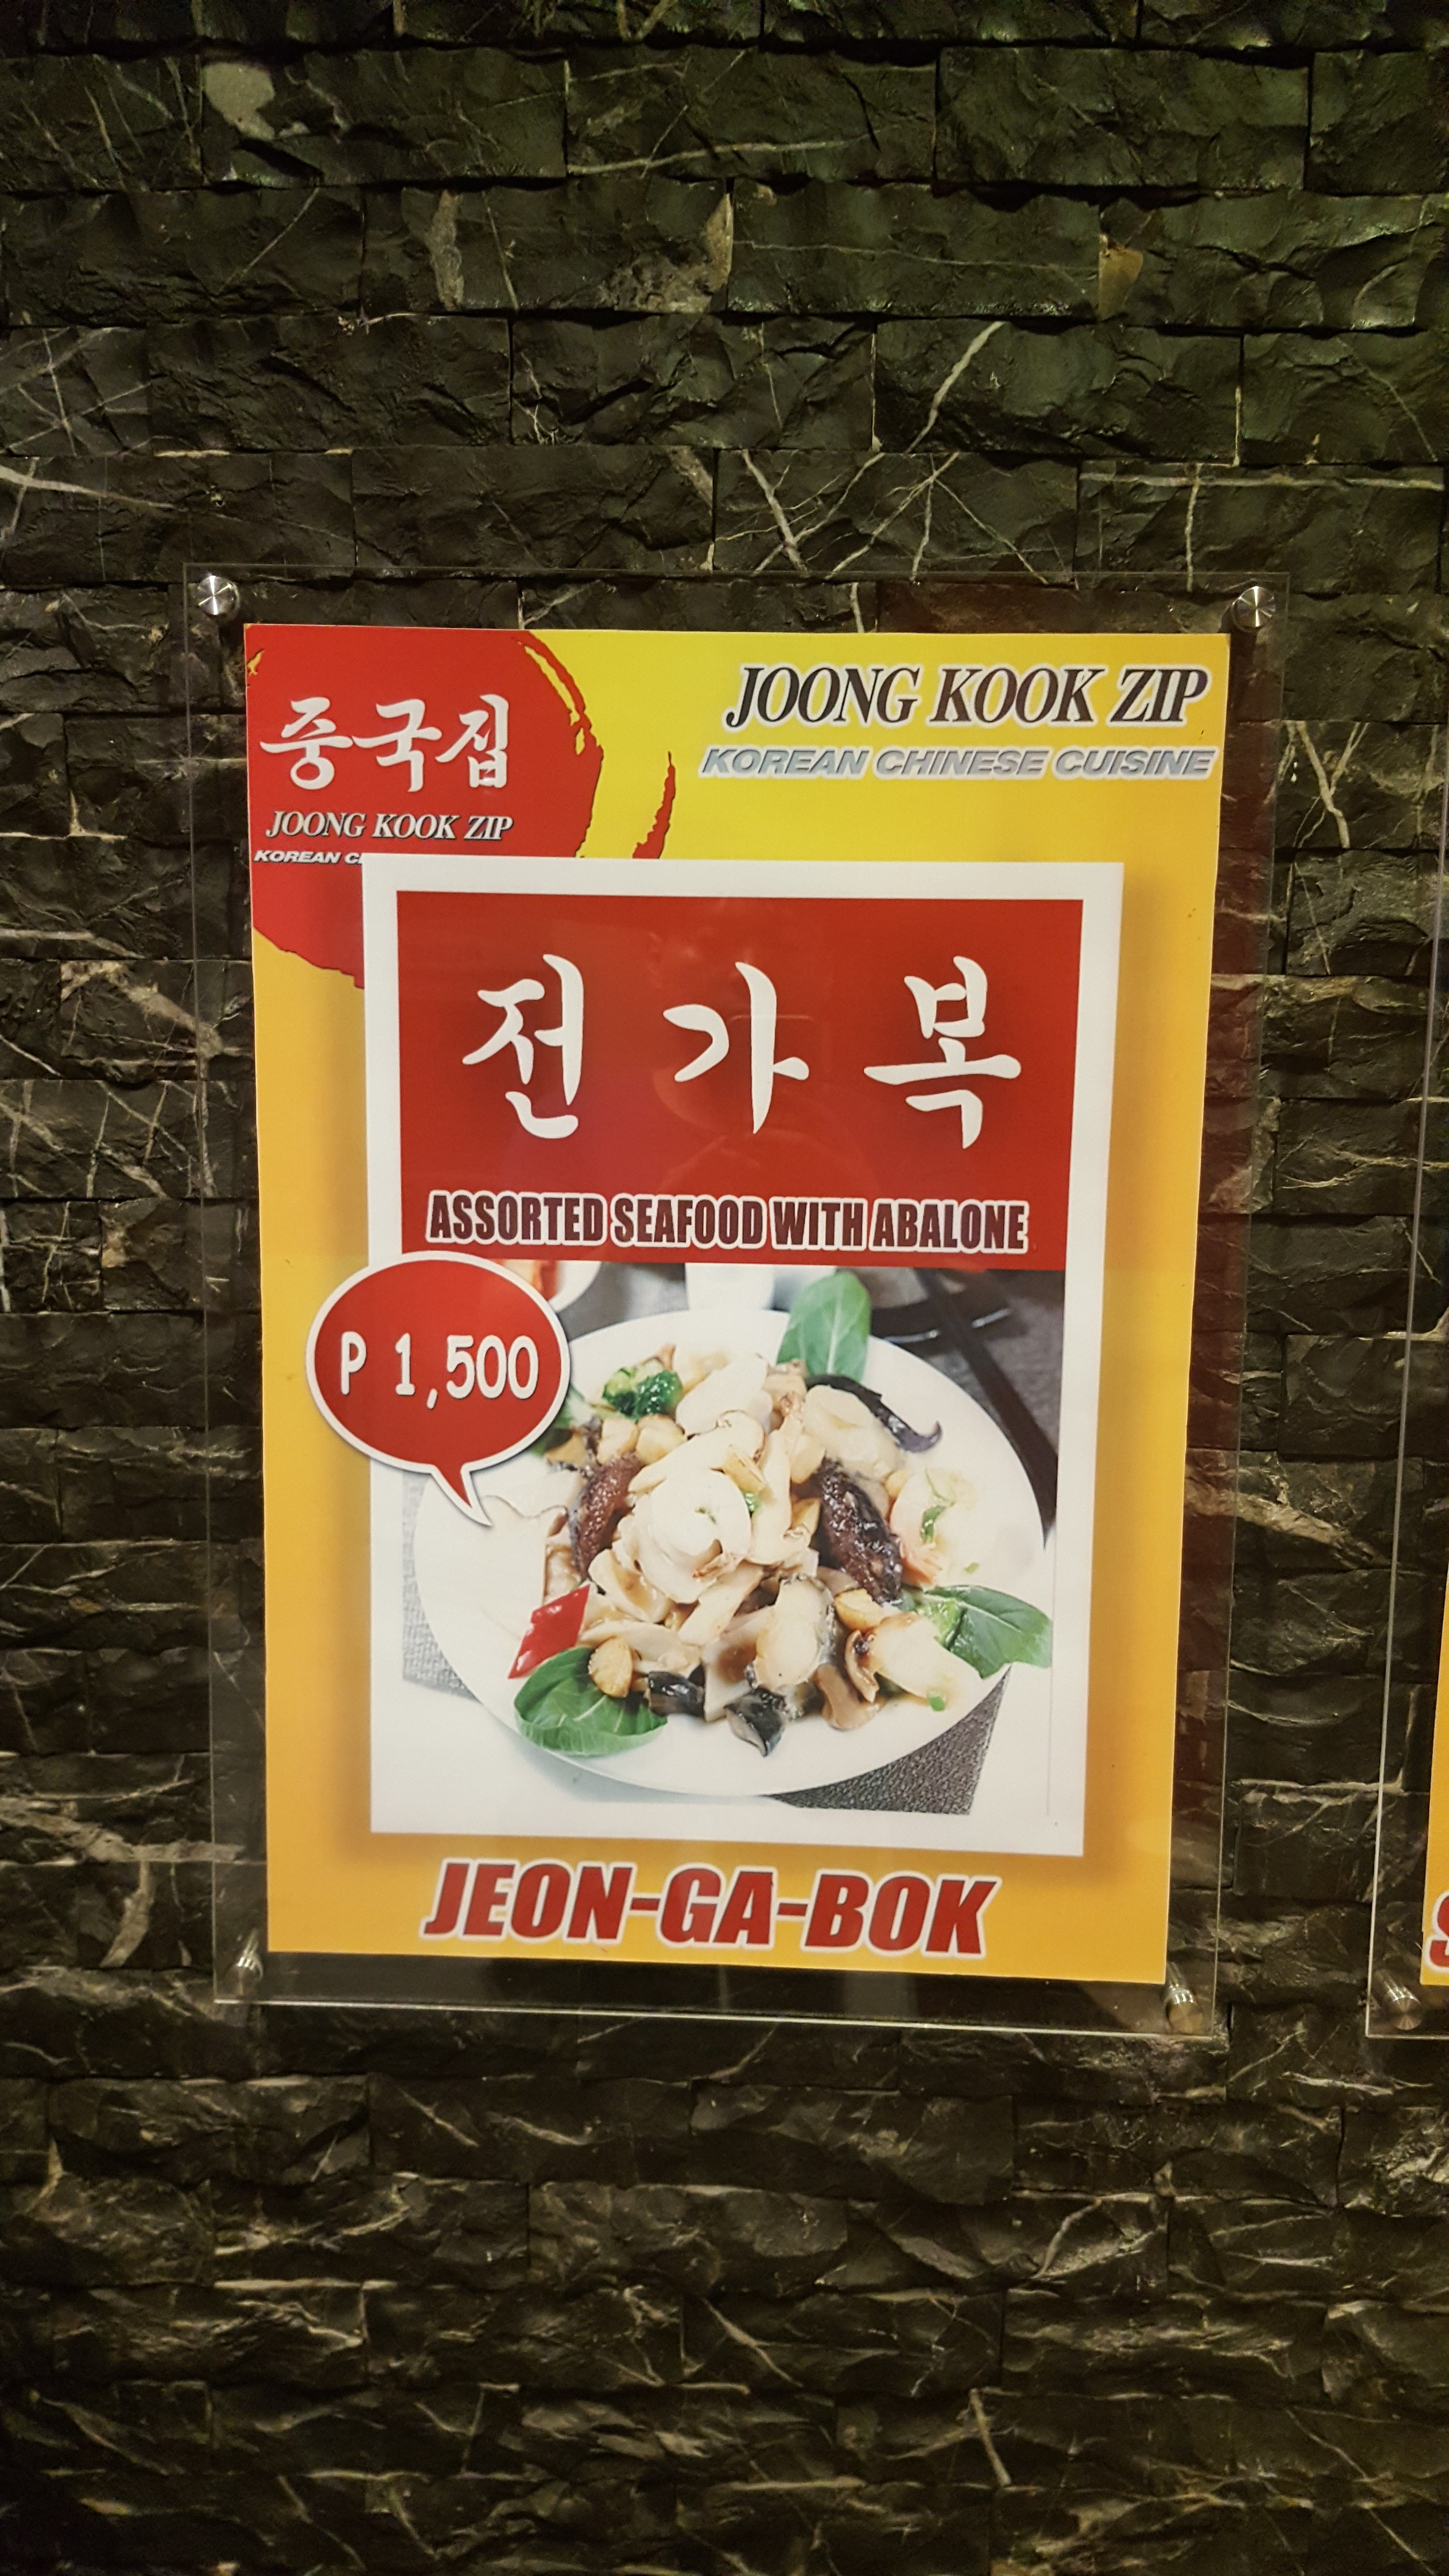 중국집
JOONG KOOK ZIP
KOREAN
JOONG KOOK ZIP
KOREAN CHINESE CUISINE
전가복
ASSORTED SEAFOOD WITH ABALONE
P 1,500
JEON-GA-BOK